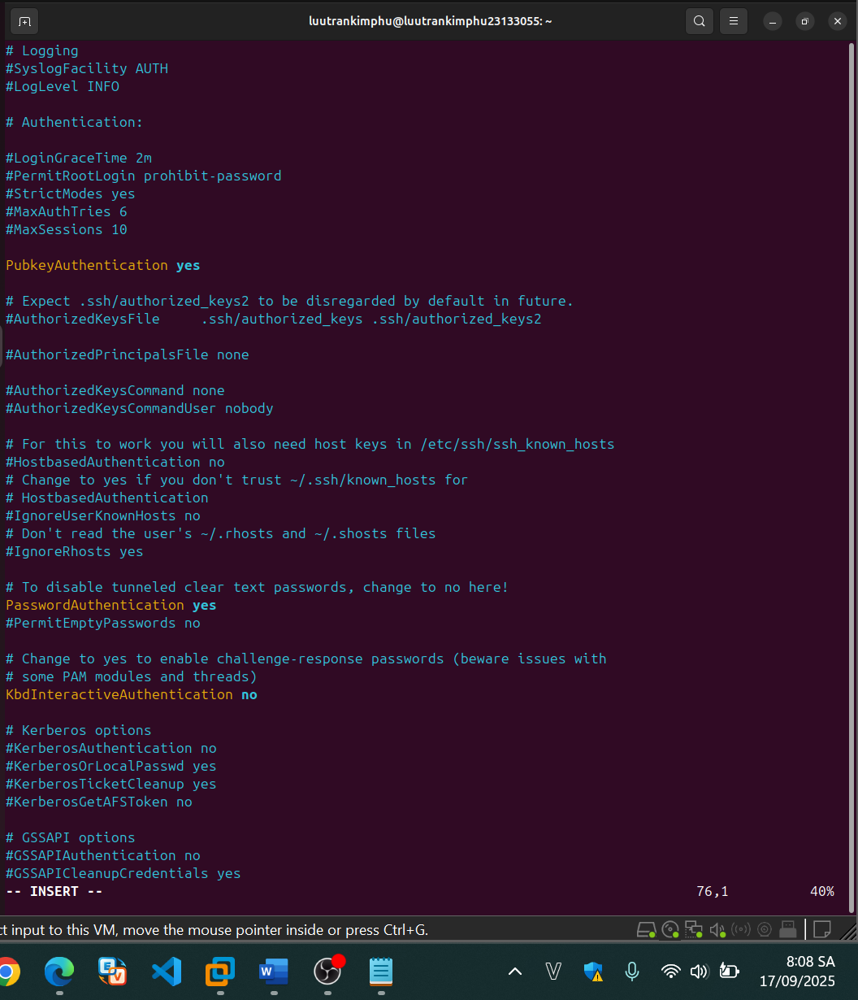 luutrankimphu@luutrankimphu23133055: ~
# Logging
#SyslogFacility AUTH
#LogLevel INFO
# Authentication:
#LoginGraceTime 2m
#PermitRootLogin prohibit-password
#StrictModes yes
#MaxAuthTries 6
#MaxSessions 10
PubkeyAuthentication yes
# Expect .ssh/authorized_keys2 to be disregarded by default in future.
#AuthorizedKeysFile     .ssh/authorized_keys .ssh/authorized_keys2
#AuthorizedPrincipalsFile none
#AuthorizedKeysCommand none
#AuthorizedKeysCommandUser nobody
# For this to work you will also need host keys in /etc/ssh/ssh_known_hosts
#HostbasedAuthentication no
# Change to yes if you don't trust ~/.ssh/known_hosts for
# HostbasedAuthentication
#IgnoreUserKnownHosts no
# Don't read the user's ~/.rhosts and ~/.shosts files
#IgnoreRhosts yes
# To disable tunneled clear text passwords, change to no here!
PasswordAuthentication yes
#PermitEmptyPasswords no
# Change to yes to enable challenge-response passwords (beware issues with
# some PAM modules and threads)
KbdInteractiveAuthentication no
# Kerberos options
#KerberosAuthentication no
#KerberosOrLocalPasswd yes
#KerberosTicketCleanup yes
#KerberosGetAFSToken no
# GSSAPI options
#GSSAPIAuthentication no
#GSSAPICleanupCredentials yes
-- INSERT -- 76,1 40%
ct input to this VM, move the mouse pointer inside or press Ctrl+G.
8:08 SA
17/09/2025